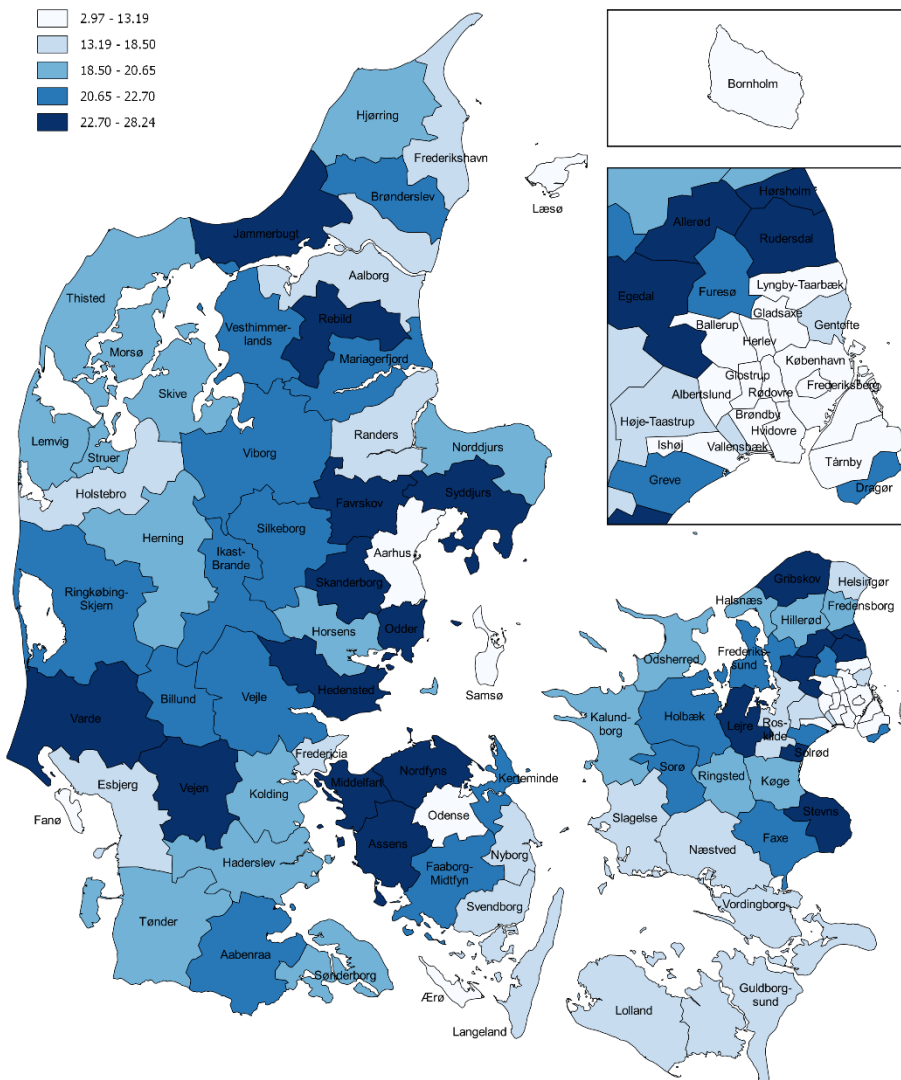 2.97 - 13.19
13.19 - 18.50
18.50 - 20.65
20.65 - 22.70
22.70 - 28.24
Bornholm
Hjørring
Frederikshavn
Brønderslev
Læsø
Jammerbugt
Aalborg
Thisted
Rebild
Vesthimmer-
lands
Morsø
Mariagerfjord
Skive
Lemvig
Struer
Randers
Norddjurs
Viborg
Holstebro
Favrskov
Syddjurs
Silkeborg
Herning
Ikast-
Brande
Aarhus
Skanderborg
Ringkøbing-
Skjern
Horsens
Odder
Samsø
Hedensted
Billund
Vejle
Varde
Fredericia
Esbjerg
Vejen
Kolding
Fanø
Middelfart
Nordfyns
Kerteminde
Odense
Assens
Nyborg
Haderslev
Faaborg-
Midtfyn
Svendborg
Tønder
Aabenraa
Sønderborg
Ærø
Langeland
Hørsholm
Allerød
Rudersdal
Egedal
Furesø
Lyngby-Taarbæk
Gladsaxe
Ballerup
Gentofte
Herlev
København
Glostrup
Frederiksberg
Albertslund
Rødovre
Brøndby
Høje-Taastrup
Hvidovre
Ishøj
Vallensbæk
Tårnby
Greve
Dragør
Gribskov
Helsingør
Halsnæs
Fredensborg
Hillerød
Frederiks-
sund
Odsherred
Kalund-
borg
Holbæk
Lejre
Ros-
kilde
Solrød
Sorø
Ringsted
Køge
Stevns
Slagelse
Faxe
Næstved
Vordingborg
Guldborg-
sund
Lolland